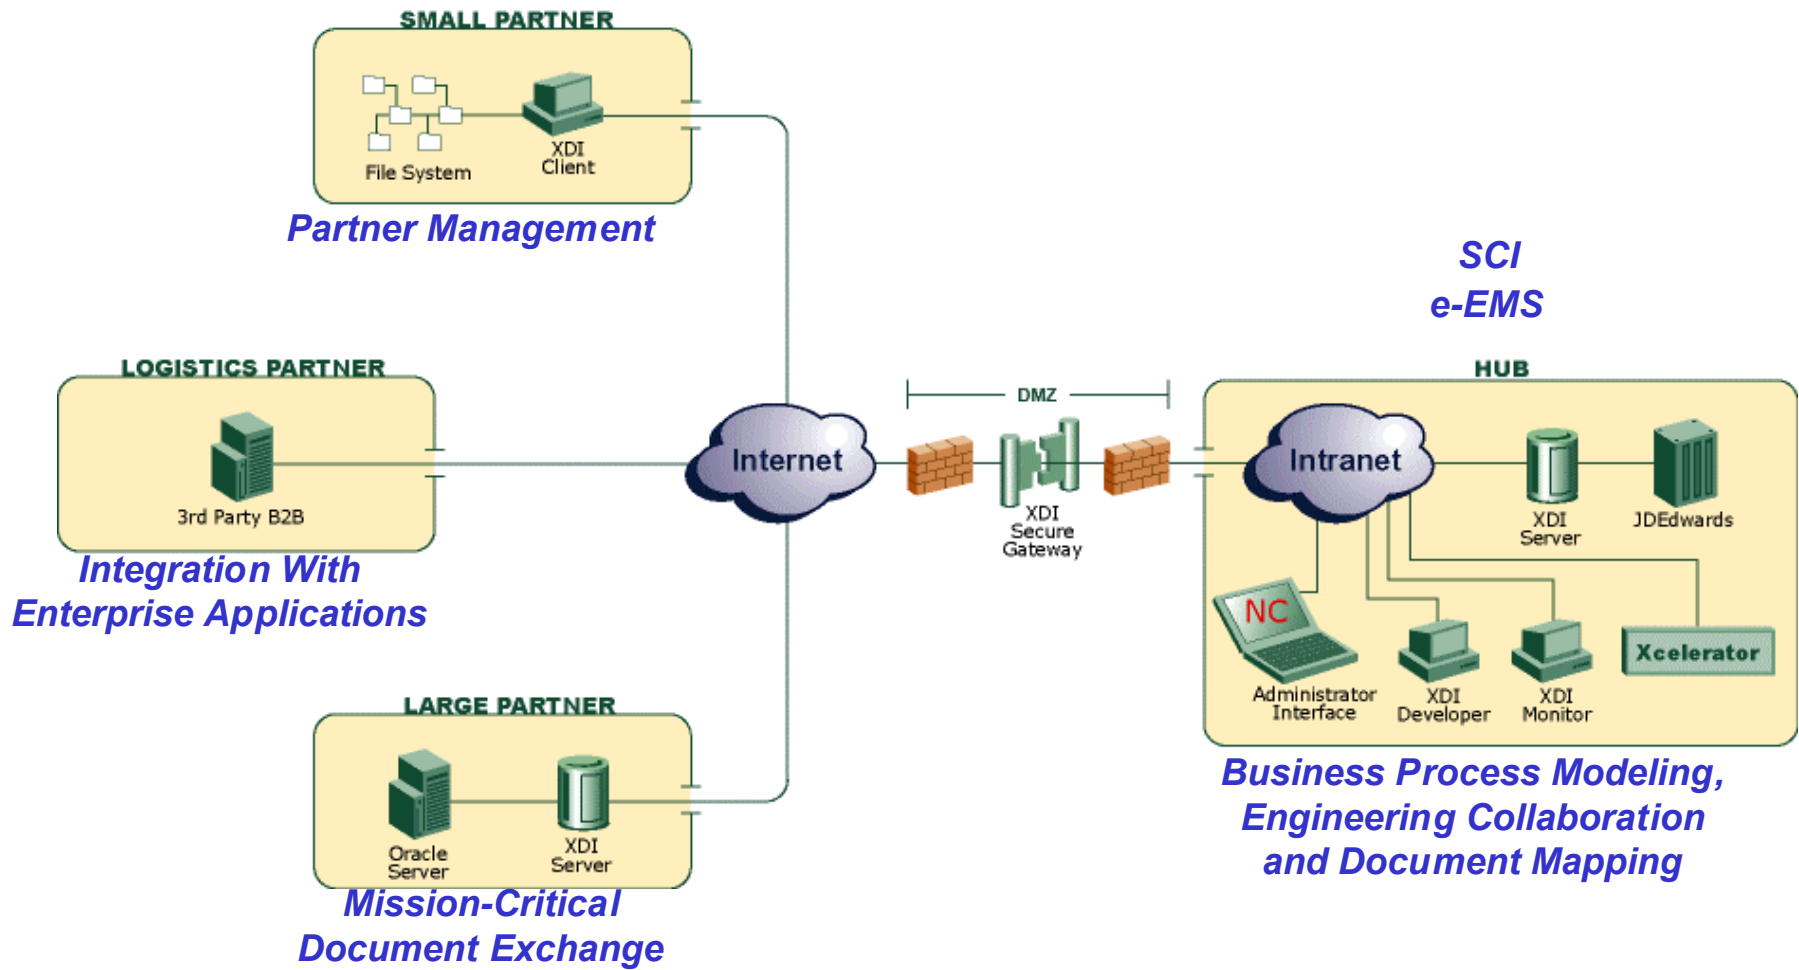 SMALL PARTNER
File System
XDI
Client
Partner Management
SCI
e-EMS
LOGISTICS PARTNER
3rd Party B2B
Integration With
Enterprise Applications
Internet
DMZ
XDI
Secure
Gateway
HUB
Intranet
XDI
Server
JDEdwards
NC
Administrator
Interface
XDI
Developer
XDI
Monitor
Xcelerator
Business Process Modeling,
Engineering Collaboration
and Document Mapping
LARGE PARTNER
Oracle
Server
XDI
Server
Mission-Critical
Document Exchange